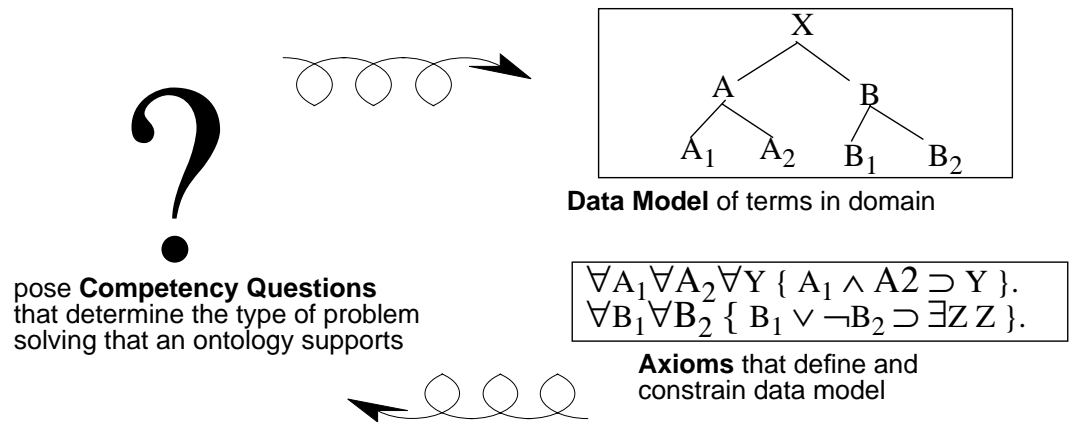 ?
pose Competency Questions
that determine the type of problem
solving that an ontology supports
X
A B
A₁ A₂ B₁ B₂
Data Model of terms in domain
∀A₁∀A₂∀Y { A₁ ∧ A2 ⊃ Y }.
∀B₁∀B₂ { B₁ ∨ ¬B₂ ⊃ ∃Z Z }.
Axioms that define and
constrain data model